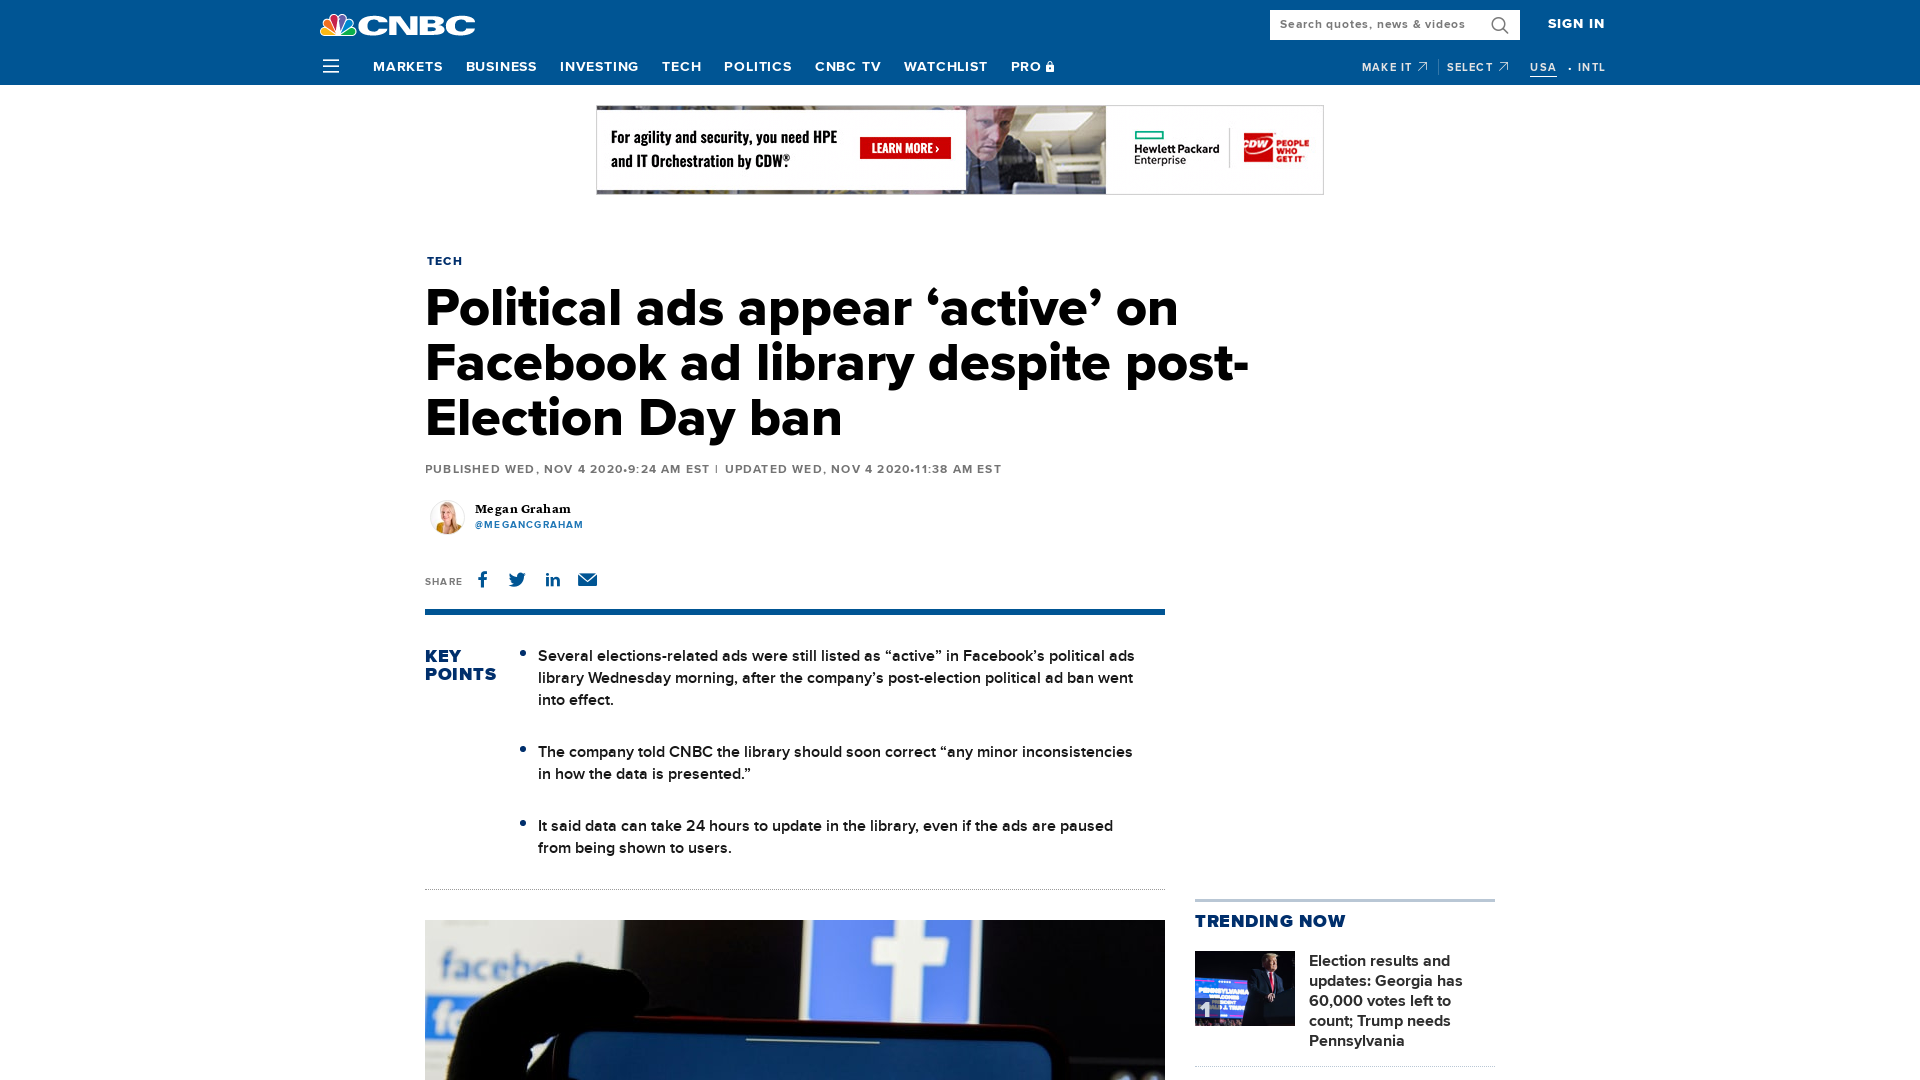 CNBC
Search quotes, news & videos
SIGN IN
MARKETS BUSINESS INVESTING TECH POLITICS CNBC TV WATCHLIST PRO
MAKE IT SELECT USA • INTL
For agility and security, you need HPE
and IT Orchestration by CDW®.
LEARN MORE ›
Hewlett Packard
Enterprise
CDW PEOPLE
WHO
GET IT
TECH
Political ads appear ‘active’ on
Facebook ad library despite post-
Election Day ban
PUBLISHED WED, NOV 4 2020•9:24 AM EST | UPDATED WED, NOV 4 2020•11:38 AM EST
Megan Graham
@MEGANCGRAHAM
SHARE
KEY
POINTS
• Several elections-related ads were still listed as “active” in Facebook’s political ads
library Wednesday morning, after the company’s post-election political ad ban went
into effect.
• The company told CNBC the library should soon correct “any minor inconsistencies
in how the data is presented.”
• It said data can take 24 hours to update in the library, even if the ads are paused
from being shown to users.
facebook
TRENDING NOW
1
PENNSYLVANIA
Election results and
updates: Georgia has
60,000 votes left to
count; Trump needs
Pennsylvania